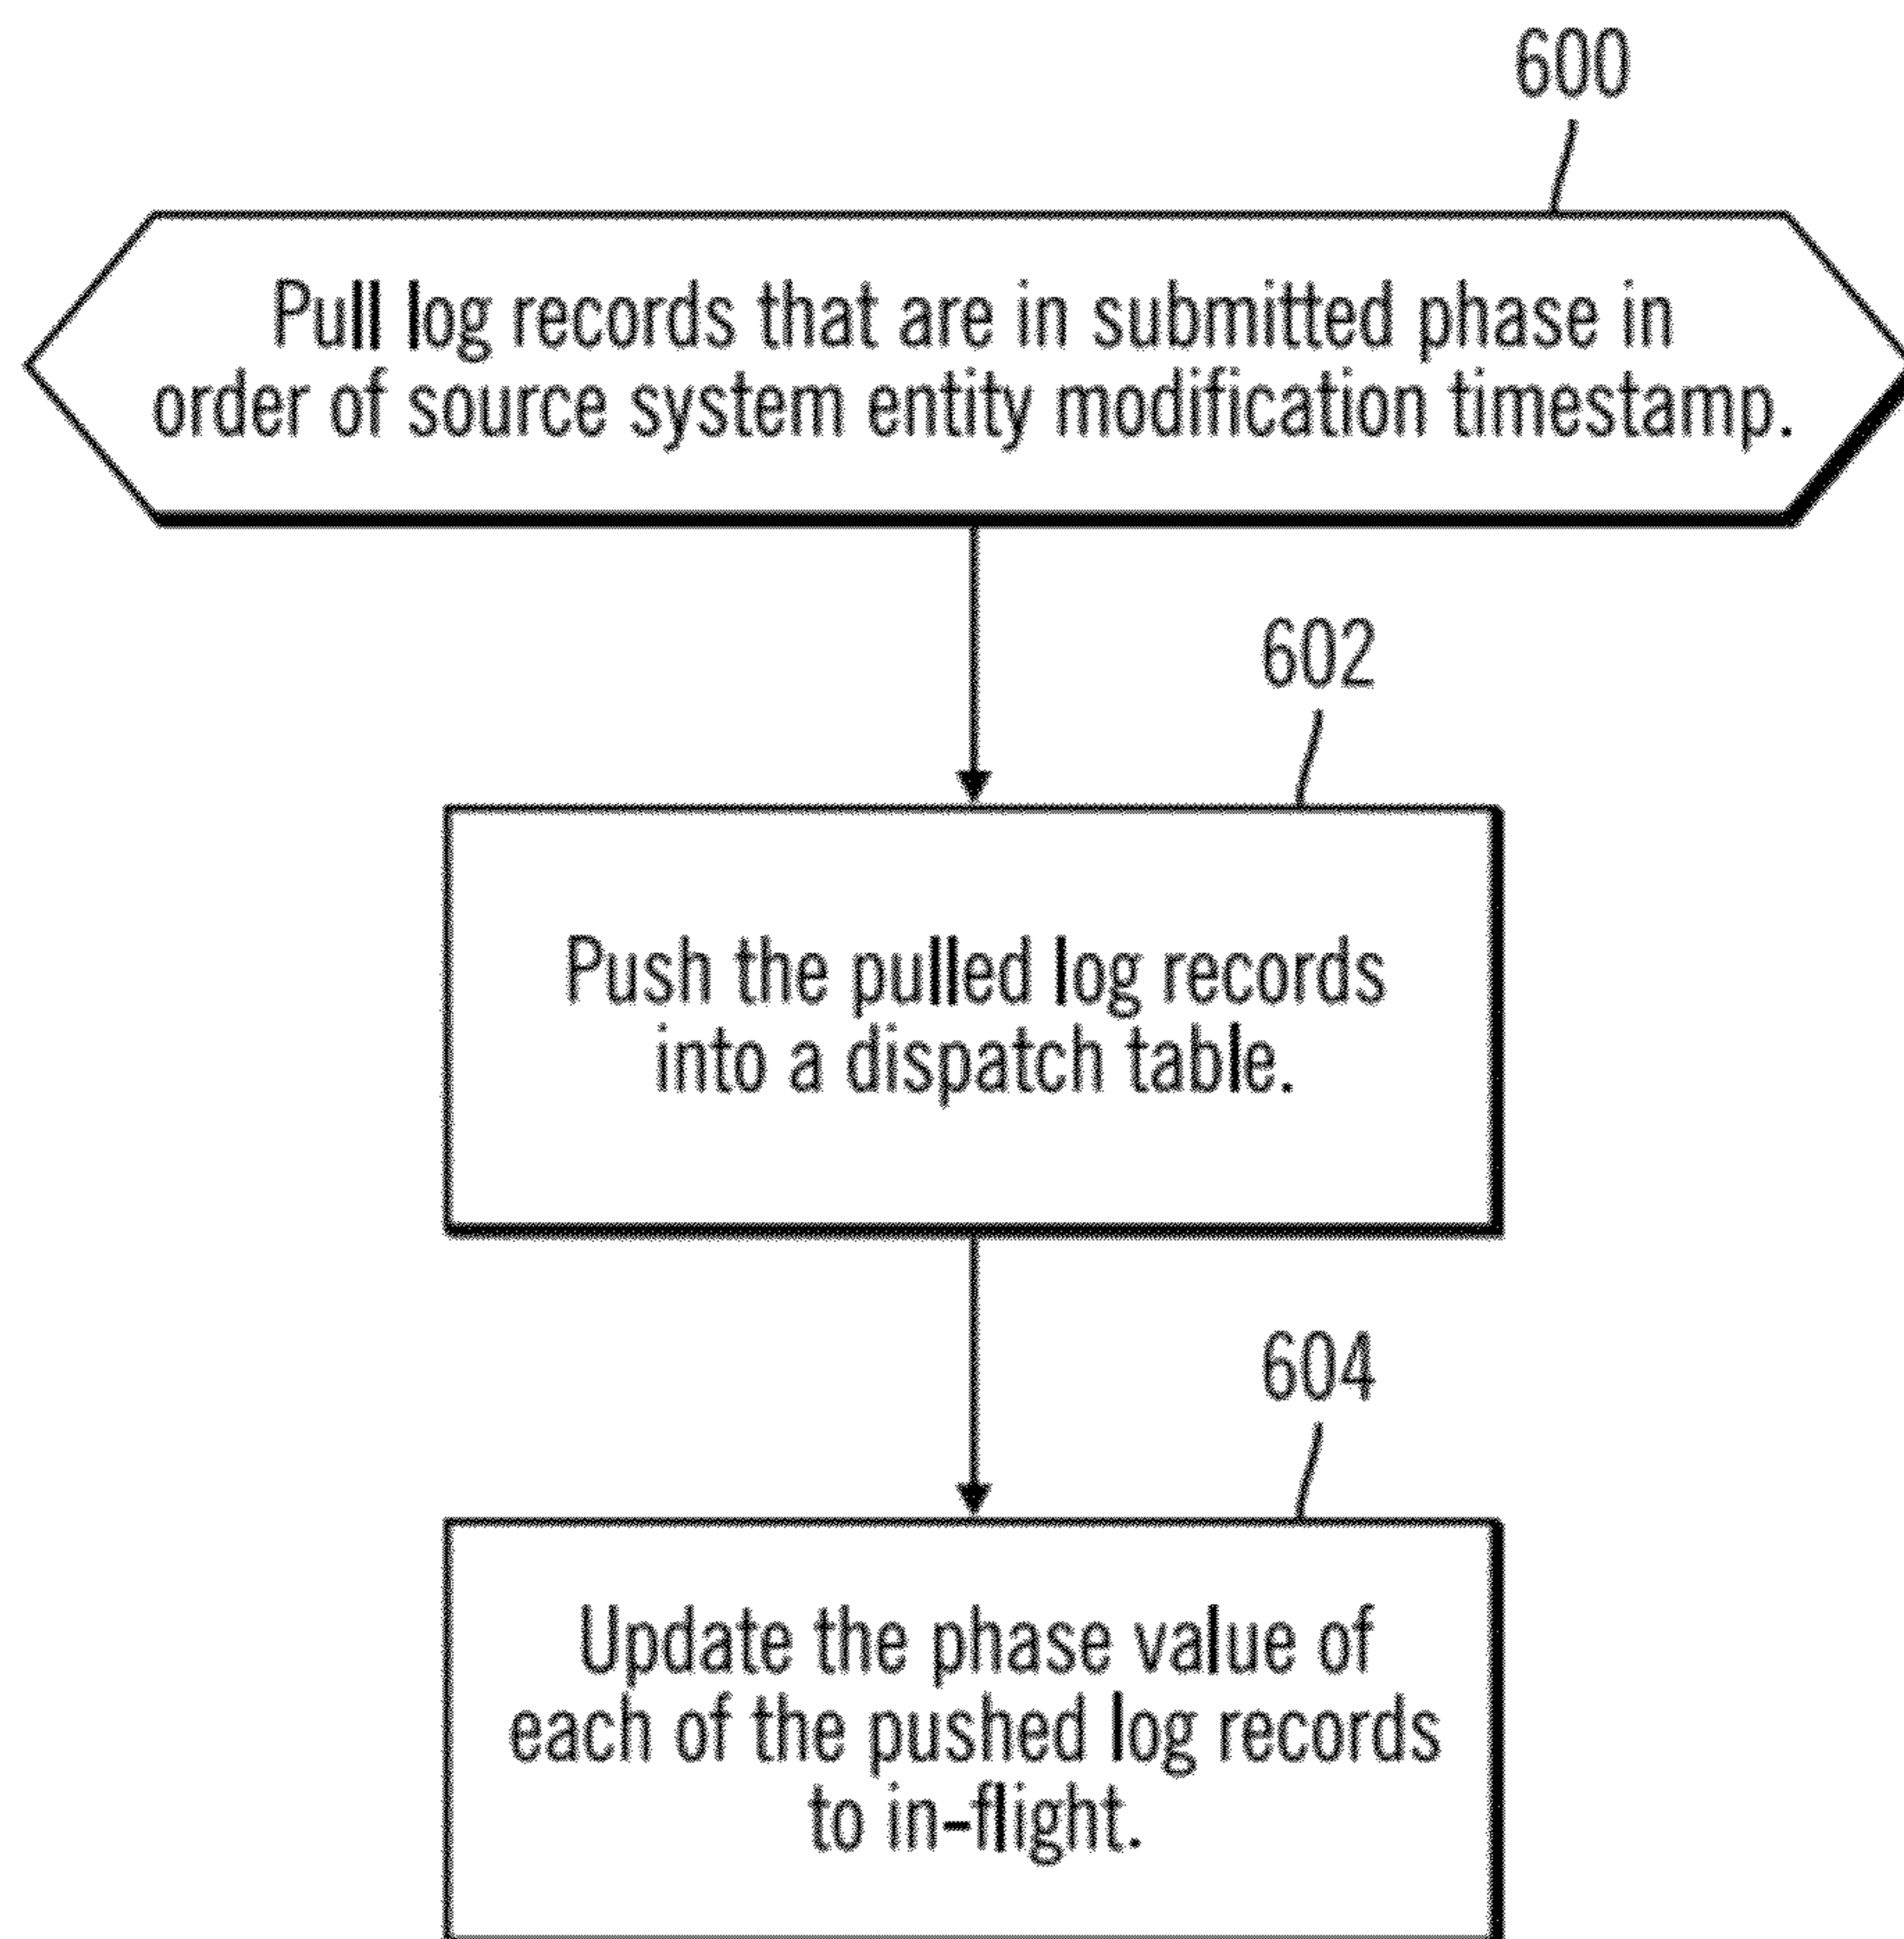 600
Pull log records that are in submitted phase in
order of source system entity modification timestamp.
602
Push the pulled log records
into a dispatch table.
604
Update the phase value of
each of the pushed log records
to in-flight.